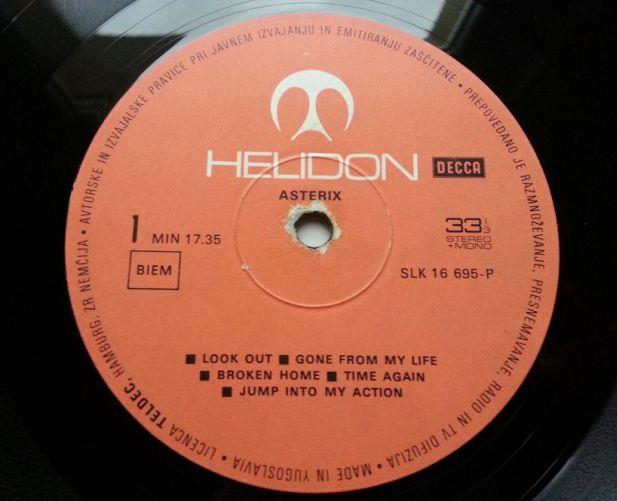 HELIDON
DECCA
ASTERIX
1 MIN 17.35
BIEM
33 1/3
STEREO
+MONO
SLK 16 695-P
■ LOOK OUT ■ GONE FROM MY LIFE
■ BROKEN HOME ■ TIME AGAIN
■ JUMP INTO MY ACTION
LICENCA TELDEC, HAMBURG, ZR NEMČIJA • AVTORSKE IN IZVAJALSKE PRAVICE PRI JAVNEM IZVAJANJU IN EMITIRANJU ZAŠČITENE • PREPOVEDANO JE RAZMNOŽEVANJE, PRESNEMAVANJE, RADIO IN TV DIFUZIJA • MADE IN YUGOSLAVIA •